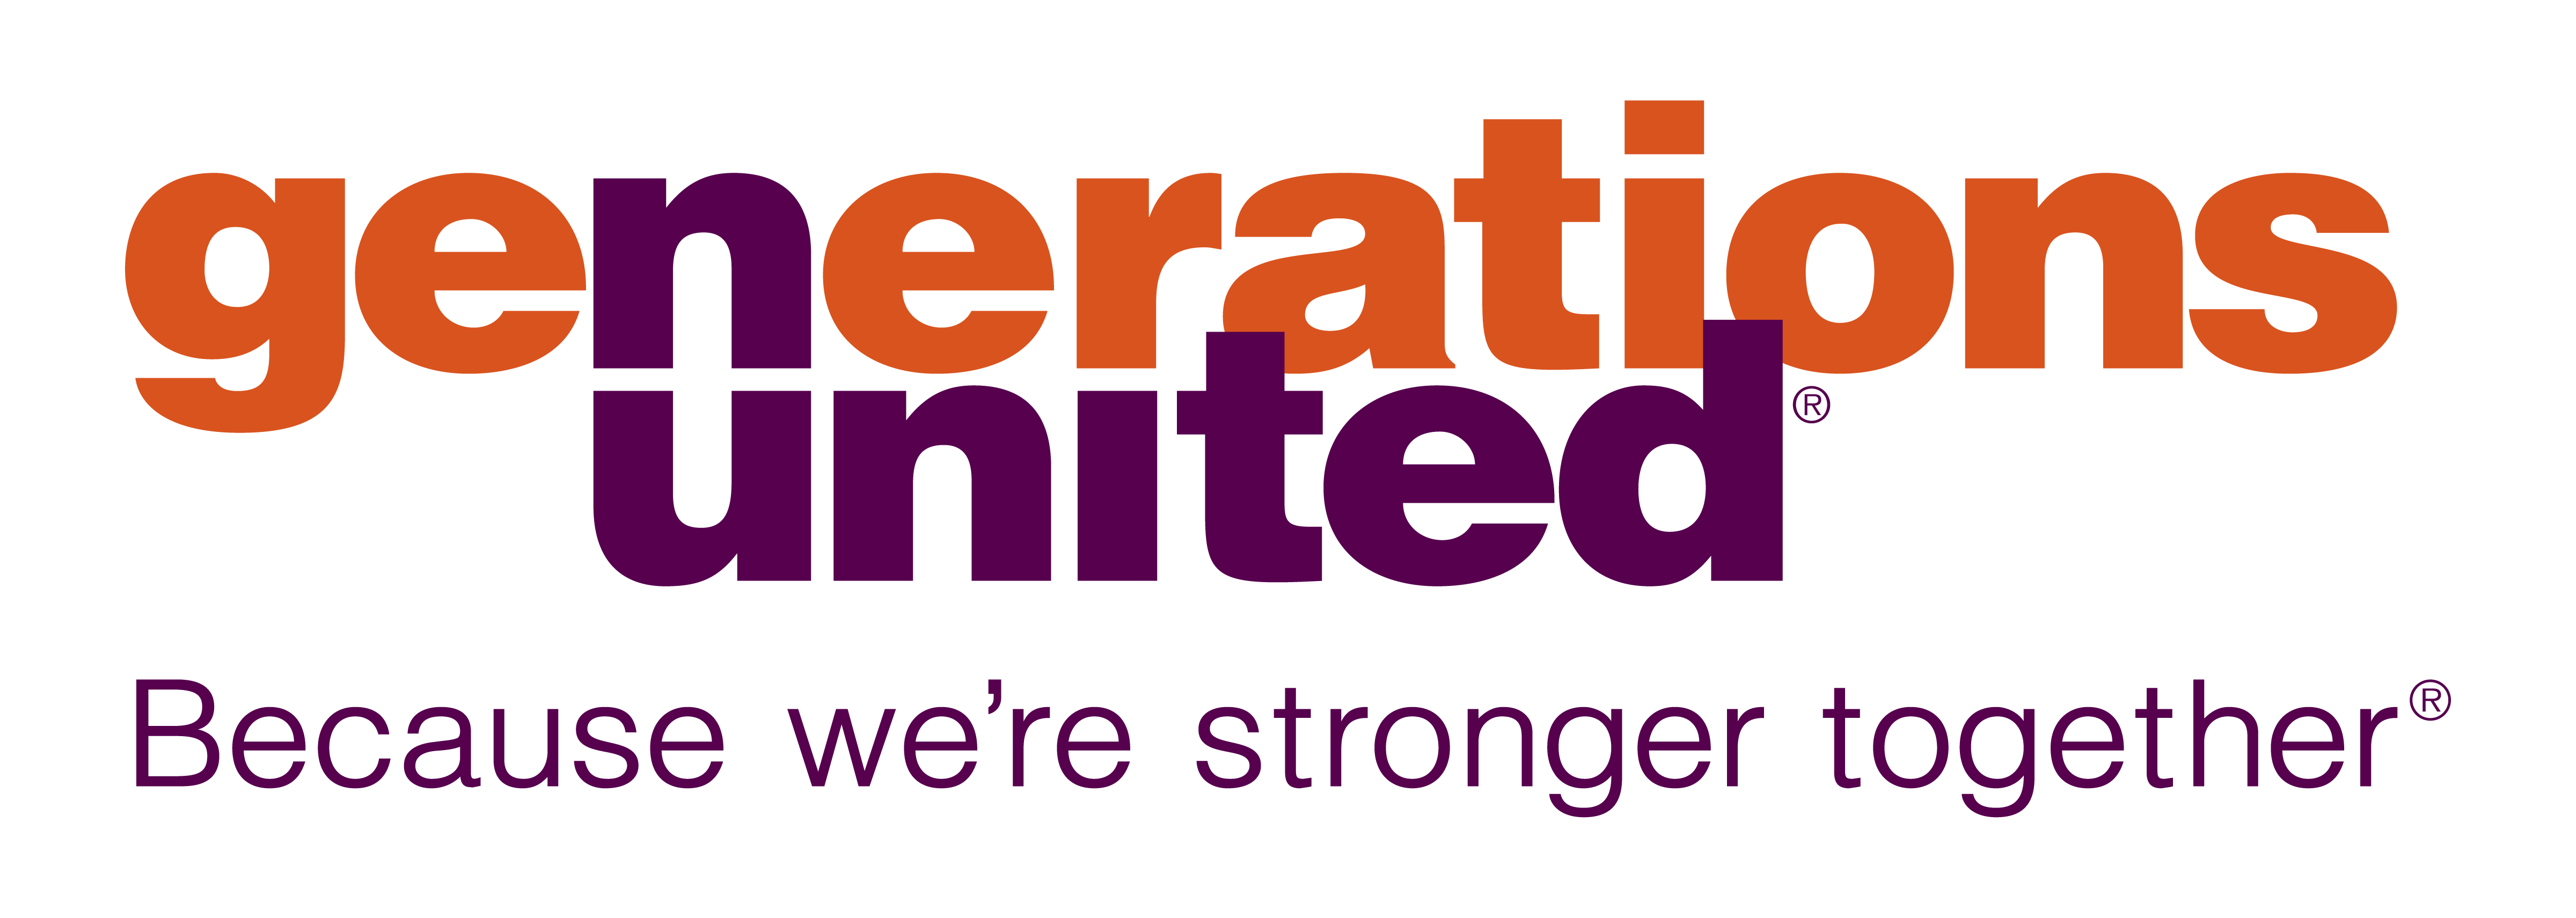 generations
united®
Because we’re stronger together®